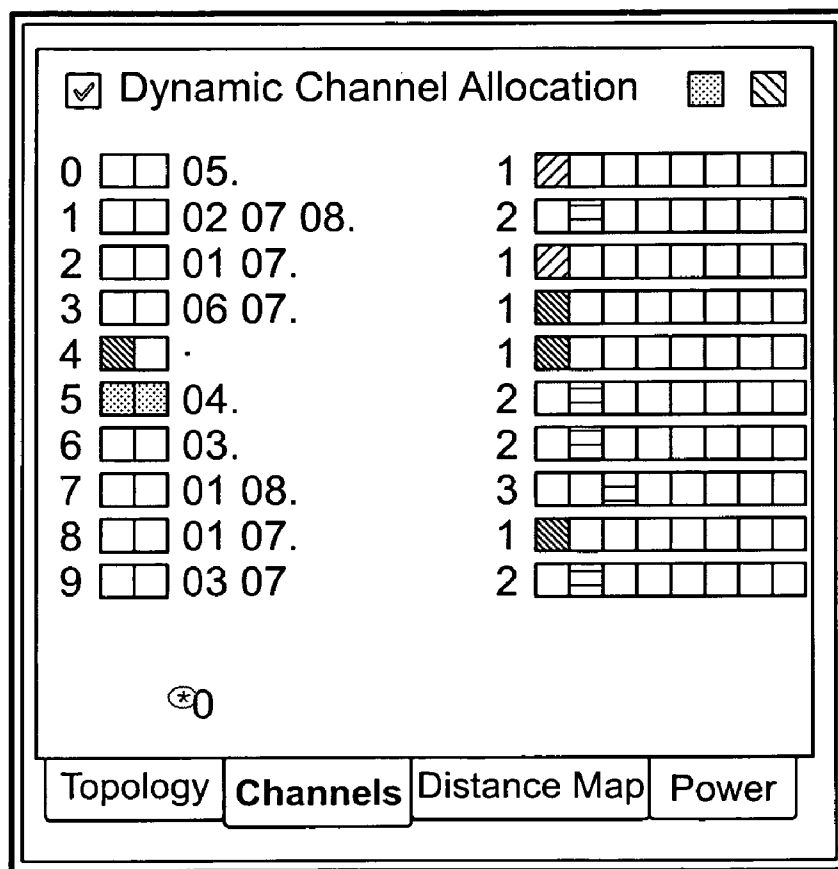 Dynamic Channel Allocation
0 05. 1
1 02 07 08. 2
2 01 07. 1
3 06 07. 1
4 . 1
5 04. 2
6 03. 2
7 01 08. 3
8 01 07. 1
9 03 07 2
*0
Topology Channels Distance Map Power